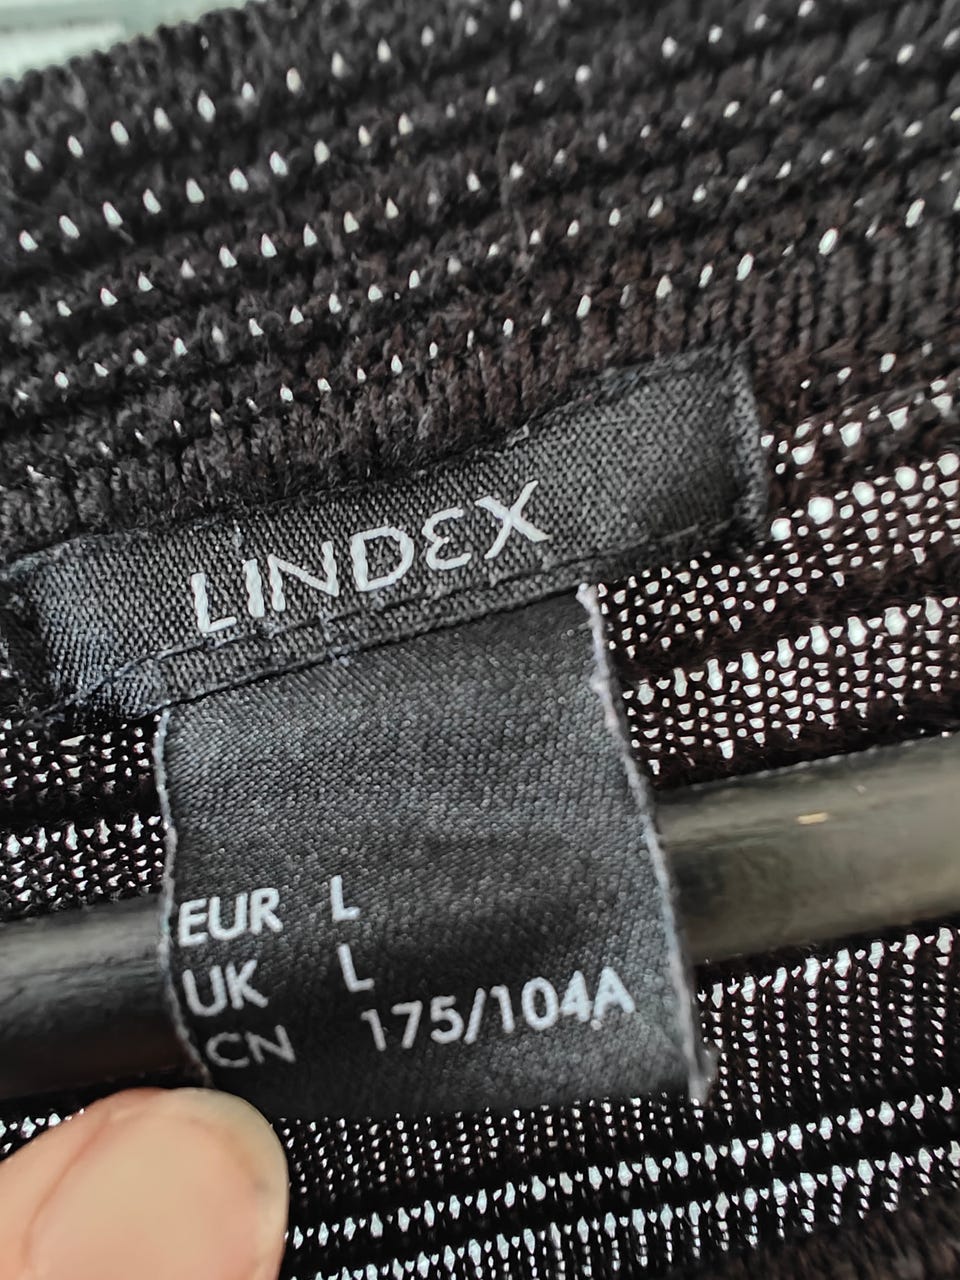 LINDEX
EUR L
UK L
CN 175/104A